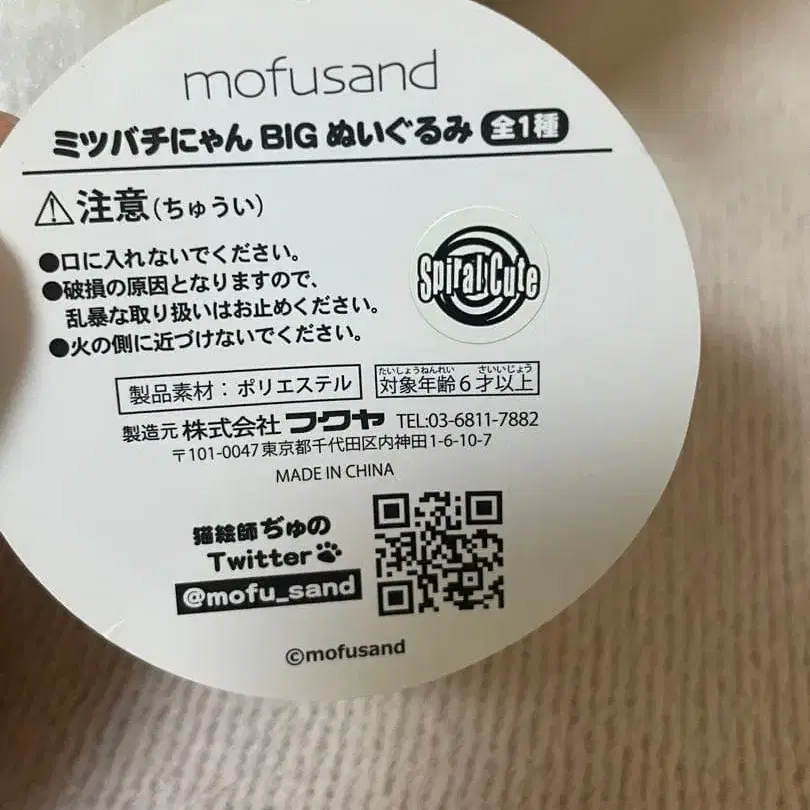 mofusand
ミツバチにゃん BIG ぬいぐるみ 全1種
⚠注意(ちゅうい)
●口に入れないでください。
●破損の原因となりますので、
乱暴な取り扱いはお止めください。
●火の側に近づけないでください。
Spiral Cute
製品素材：ポリエステル
たいしょうねんれい さいいじょう
対象年齢6才以上
製造元 株式会社フクヤ TEL:03-6811-7882
〒101-0047東京都千代田区内神田1-6-10-7
MADE IN CHINA
猫絵師ぢゅの
Twitter
@mofu_sand
©mofusand